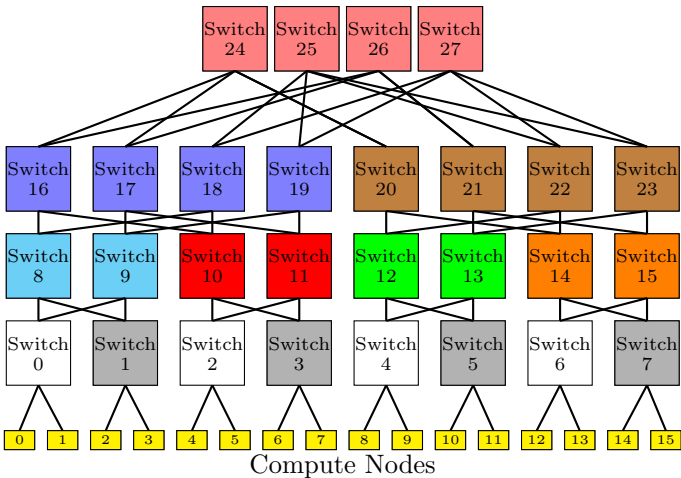 Switch Switch Switch Switch
24 25 26 27
Switch Switch Switch Switch Switch Switch Switch Switch
16 17 18 19 20 21 22 23
Switch Switch Switch Switch Switch Switch Switch Switch
8 9 10 11 12 13 14 15
Switch Switch Switch Switch Switch Switch Switch Switch
0 1 2 3 4 5 6 7
0 1 2 3 4 5 6 7 8 9 10 11 12 13 14 15
Compute Nodes